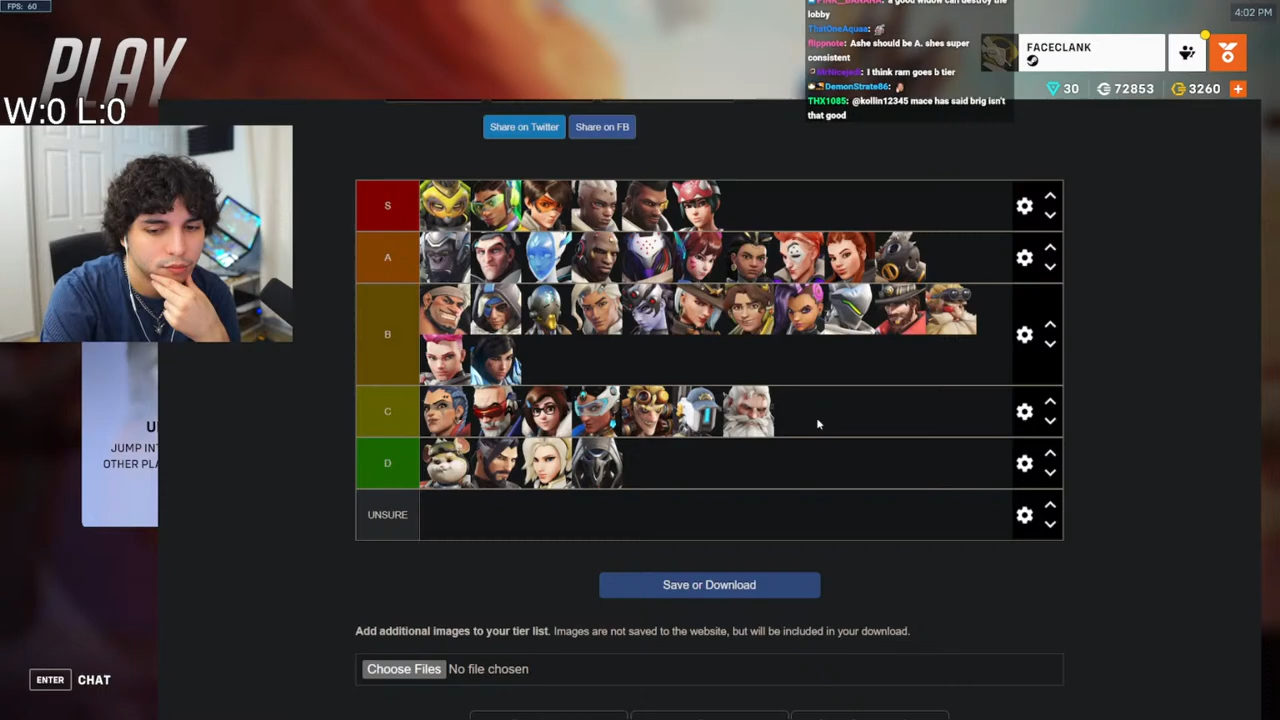 FPS: 60
PLAY
W:0 L:0
PINK__BANANA: a good widow can destroy the
lobby
ThatOneAquaa:
flippnote: Ashe should be A. shes super
consistent
MrNicejedi: I think ram goes b tier
DemonStrate86:
THX1085: @kollin12345 mace has said brig isn't
that good
4:02 PM
FACECLANK
30
72853
3260
Share on Twitter
Share on FB
S
A
B
C
D
UNSURE
U
JUMP IN
OTHER PLA
Save or Download
Add additional images to your tier list. Images are not saved to the website, but will be included in your download.
Choose Files No file chosen
ENTER CHAT